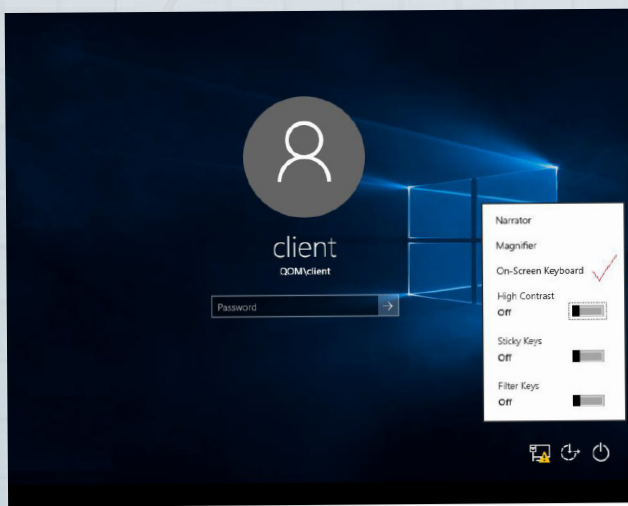 client
QOM\client
Password
Narrator
Magnifier
On-Screen Keyboard
High Contrast
Off
Sticky Keys
Off
Filter Keys
Off